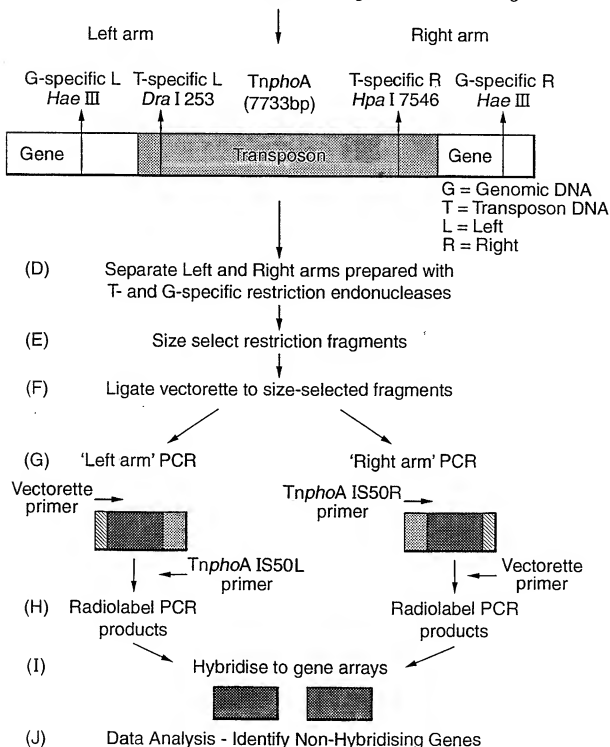 Left arm
Right arm
G-specific L
Hae III
T-specific L
Dra I 253
TnphoA
(7733bp)
T-specific R
Hpa I 7546
G-specific R
Hae III
Gene
Transposon
Gene
G = Genomic DNA
T = Transposon DNA
L = Left
R = Right
(D) Separate Left and Right arms prepared with
T- and G-specific restriction endonucleases
(E) Size select restriction fragments
(F) Ligate vectorette to size-selected fragments
(G) 'Left arm' PCR
'Right arm' PCR
Vectorette
primer
TnphoA IS50R
primer
TnphoA IS50L
primer
Vectorette
primer
(H) Radiolabel PCR
products
Radiolabel PCR
products
(I) Hybridise to gene arrays
(J) Data Analysis - Identify Non-Hybridising Genes